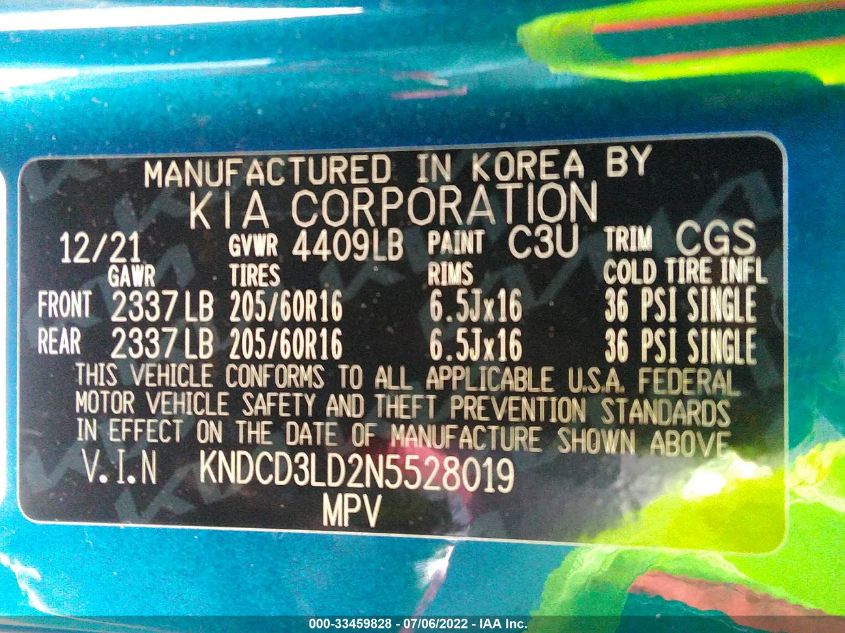 MANUFACTURED IN KOREA BY
KIA CORPORATION
12/21 GVWR 4409LB PAINT C3U TRIM CGS
GAWR TIRES RIMS COLD TIRE INFL
FRONT 2337LB 205/60R16 6.5Jx16 36 PSI SINGLE
REAR 2337LB 205/60R16 6.5Jx16 36 PSI SINGLE
THIS VEHICLE CONFORMS TO ALL APPLICABLE U.S.A. FEDERAL
MOTOR VEHICLE SAFETY AND THEFT PREVENTION STANDARDS
IN EFFECT ON THE DATE OF MANUFACTURE SHOWN ABOVE
V.I.N KNDCD3LD2N5528019
MPV
000-33459828 - 07/06/2022 - IAA Inc.